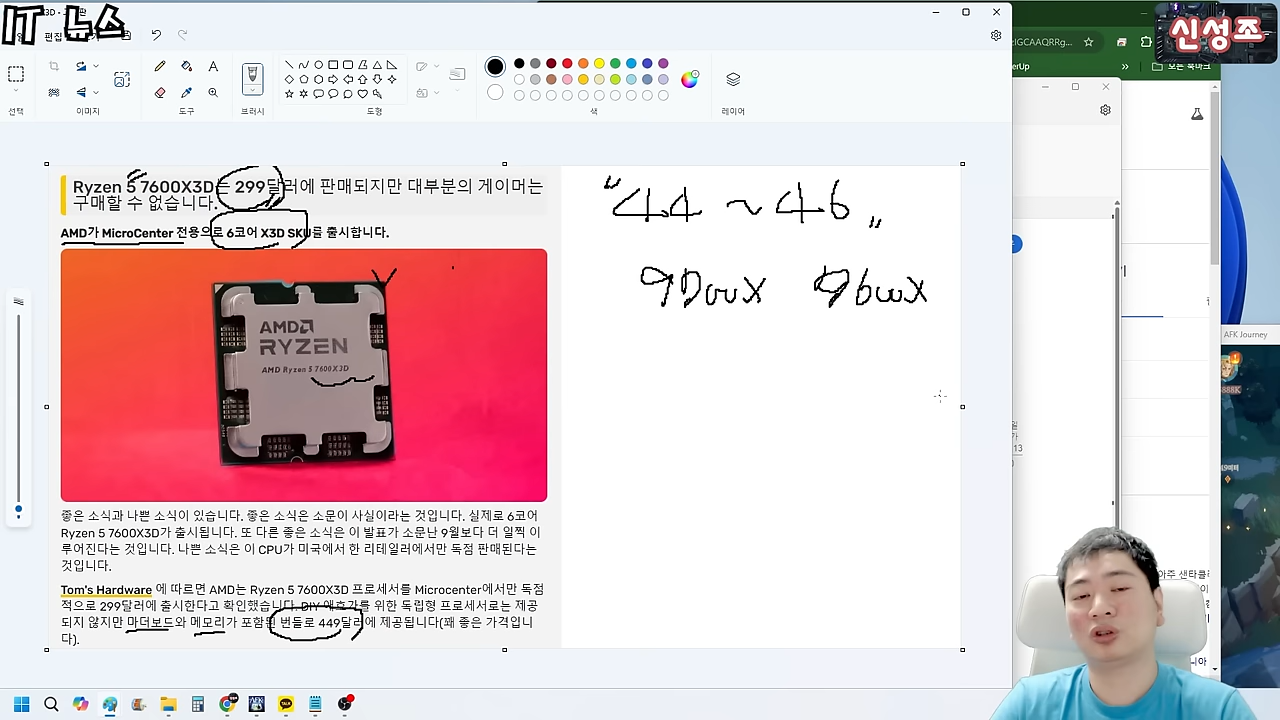 IT 뉴스
신성조
편집
이미지
선택
도구
브러시
도형
색
레이어
Ryzen 5 7600X3D는 299달러에 판매되지만 대부분의 게이머는
구매할 수 없습니다.
AMD가 MicroCenter 전용으로 6코어 X3D SKU를 출시합니다.
AMD
RYZEN
AMD Ryzen 5 7600X3D
좋은 소식과 나쁜 소식이 있습니다. 좋은 소식은 소문이 사실이라는 것입니다. 실제로 6코어
Ryzen 5 7600X3D가 출시됩니다. 또 다른 좋은 소식은 이 발표가 소문난 9월보다 더 일찍 이
루어진다는 것입니다. 나쁜 소식은 이 CPU가 미국에서 한 리테일러에서만 독점 판매된다는
것입니다.
Tom's Hardware 에 따르면 AMD는 Ryzen 5 7600X3D 프로세서를 Microcenter에서만 독점
적으로 299달러에 출시한다고 확인했습니다. DIY 애호가를 위한 독립형 프로세서로는 제공
되지 않지만 마더보드와 메모리가 포함된 번들로 449달러에 제공됩니다(꽤 좋은 가격입니
다).
"44 ~ 46"
9000X 9600X
AFK Journey